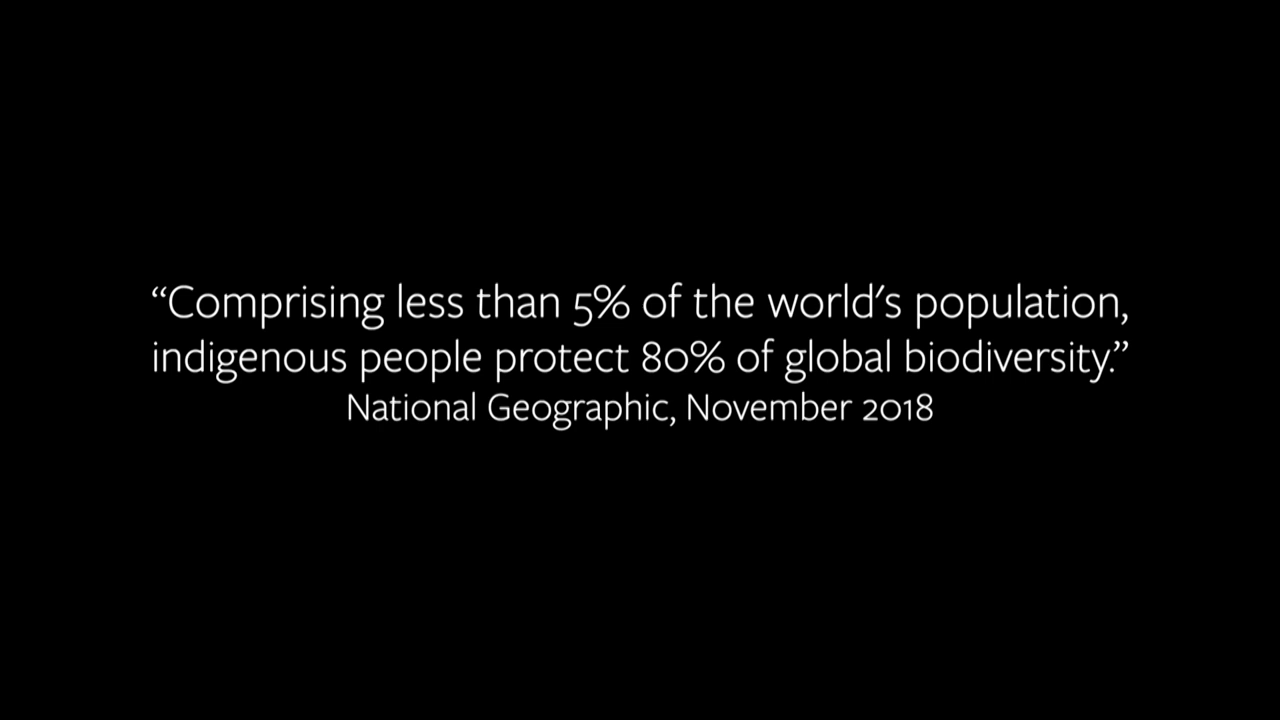 “Comprising less than 5% of the world's population,
indigenous people protect 80% of global biodiversity.”
National Geographic, November 2018